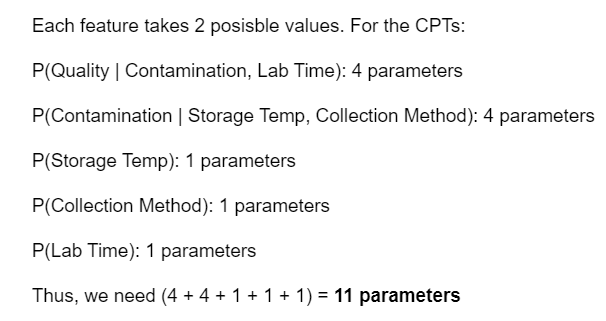 Each feature takes 2 posisble values. For the CPTs:
P(Quality | Contamination, Lab Time): 4 parameters
P(Contamination | Storage Temp, Collection Method): 4 parameters
P(Storage Temp): 1 parameters
P(Collection Method): 1 parameters
P(Lab Time): 1 parameters
Thus, we need (4 + 4 + 1 + 1 + 1) = 11 parameters